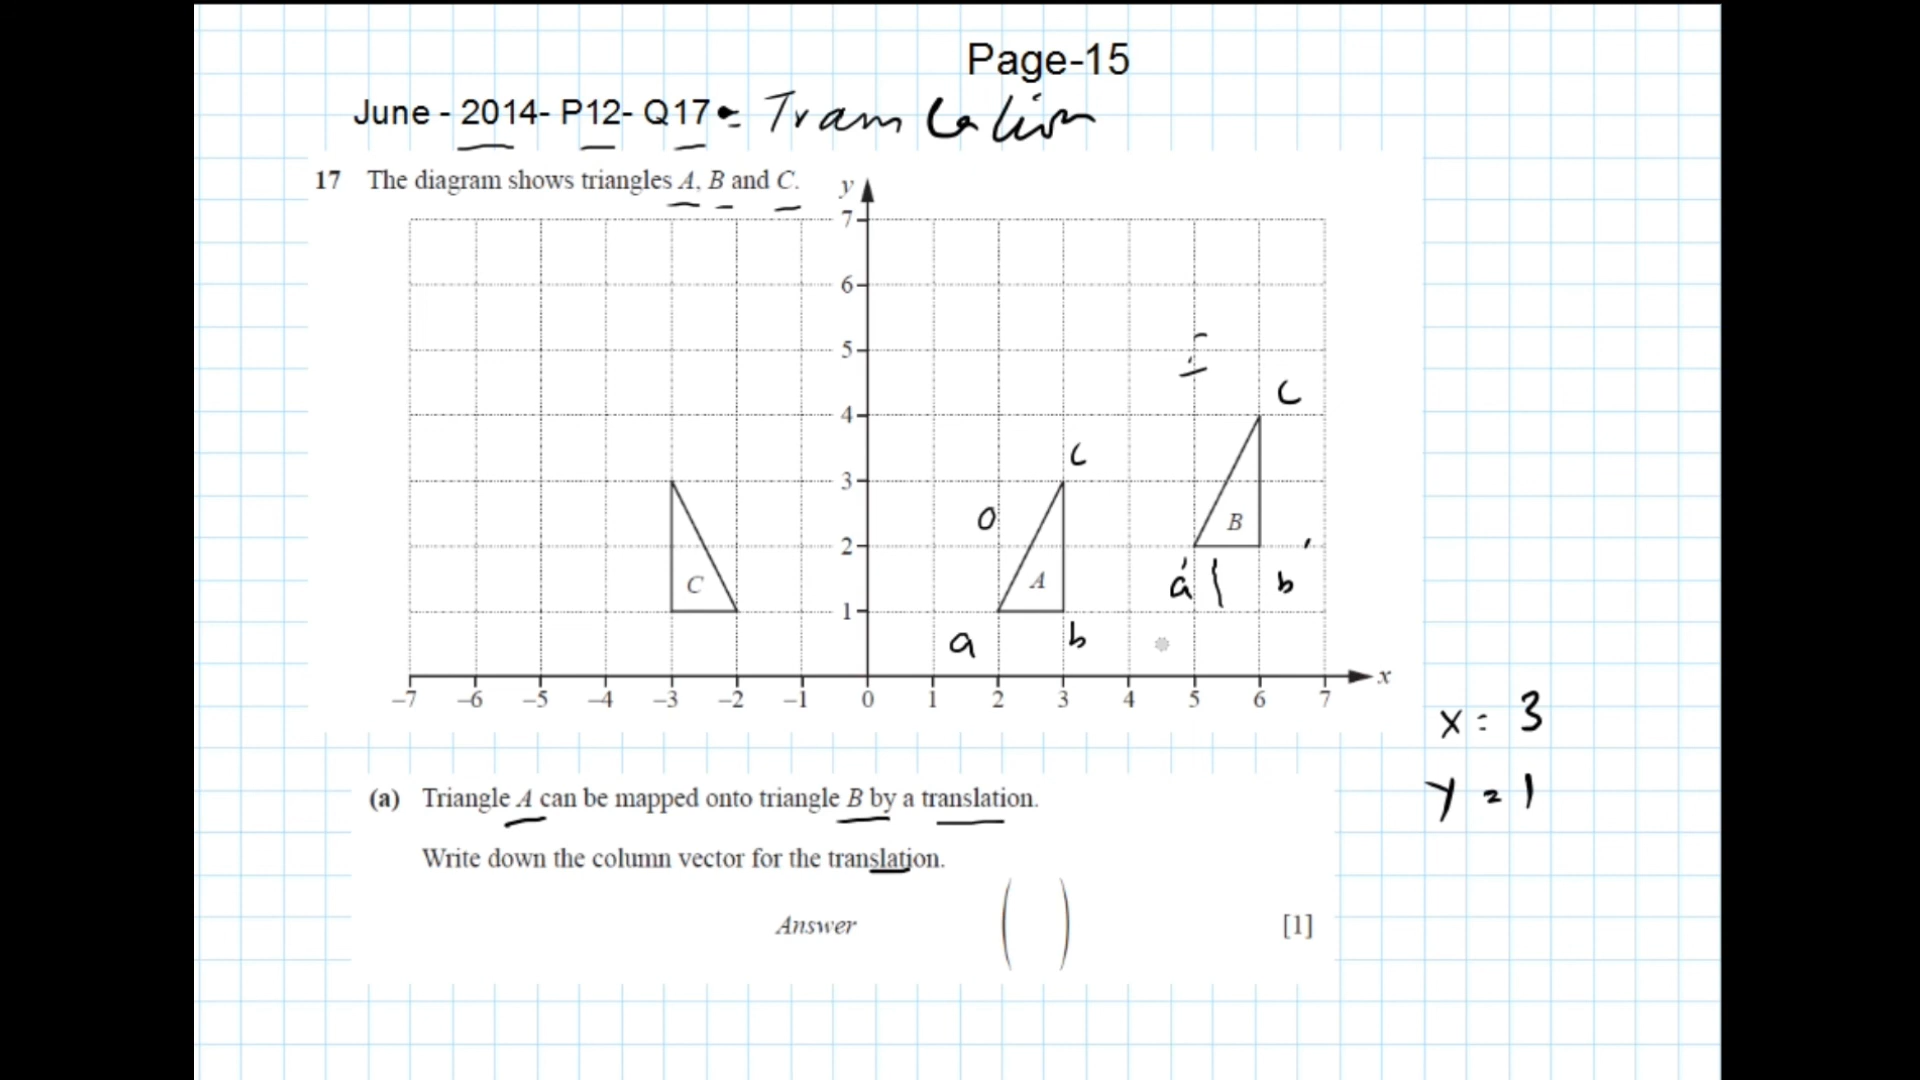 Page-15
June - 2014- P12- Q17 = Translation
17 The diagram shows triangles A, B and C.
y
7
6
5
4
3
2
1
C
c
O
B
A
C
a' b'
a b
-7 -6 -5 -4 -3 -2 -1 0 1 2 3 4 5 6 7 x
x = 3
y = 1
(a) Triangle A can be mapped onto triangle B by a translation.
Write down the column vector for the translation.
Answer ( ) [1]